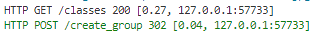 HTTP GET /classes 200 [0.27, 127.0.0.1:57733]
HTTP POST /create_group 302 [0.04, 127.0.0.1:57733]